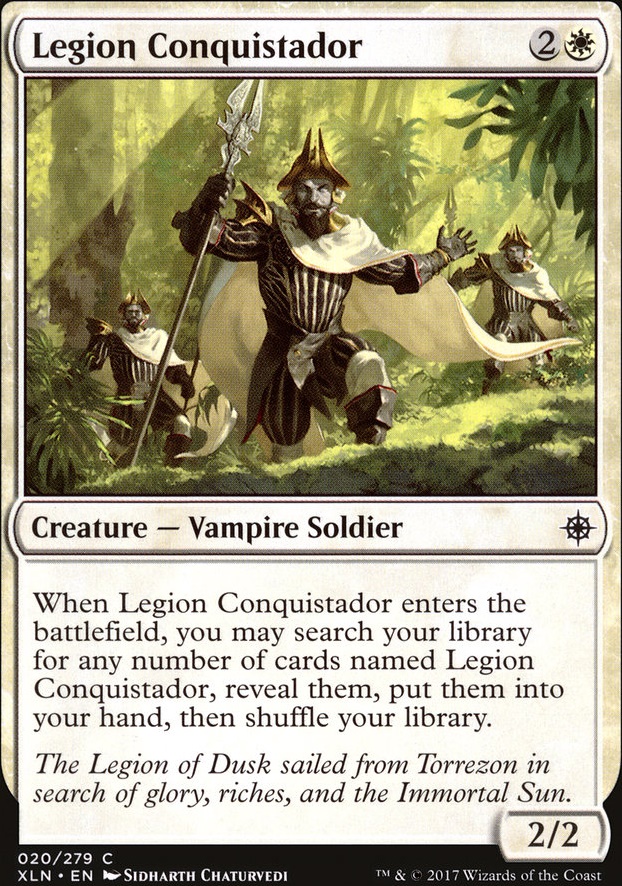 Legion Conquistador 2
Creature — Vampire Soldier
When Legion Conquistador enters the
battlefield, you may search your library
for any number of cards named Legion
Conquistador, reveal them, put them into
your hand, then shuffle your library.
The Legion of Dusk sailed from Torrezon in
search of glory, riches, and the Immortal Sun.
2/2
020/279 C
XLN • EN Sidharth Chaturvedi
™ & © 2017 Wizards of the Coast